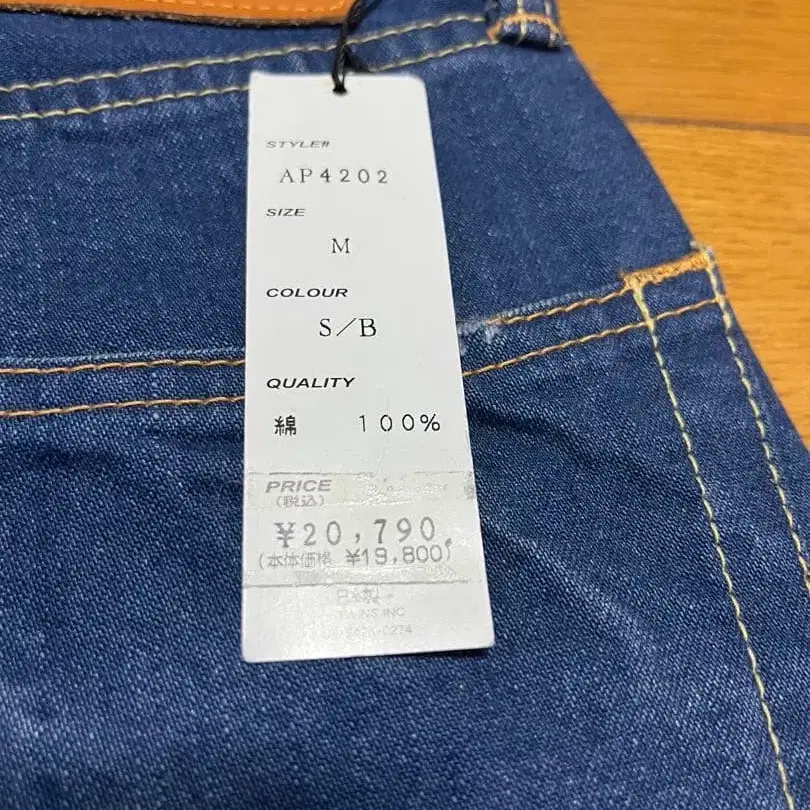 STYLE#
AP4202
SIZE
M
COLOUR
S/B
QUALITY
綿 100%
PRICE
(税込)
¥20,790
(本体価格 ¥19,800)
日本製
INC